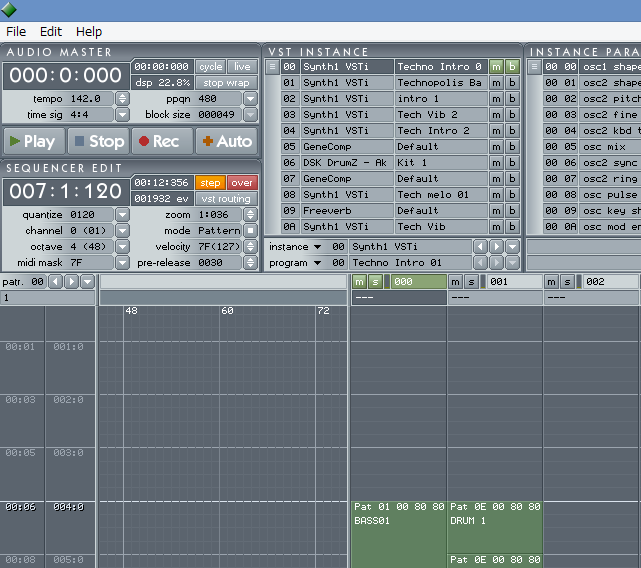 File Edit Help
AUDIO MASTER
000:0:000
00:00:000 cycle live
dsp 22.8% stop wrap
tempo 142.0 ppqn 480
time sig 4:4 block size 000049
Play Stop Rec Auto
SEQUENCER EDIT
007:1:120
00:12:356 step over
001932 ev vst routing
quantize 0120 zoom 1:036
channel 0 (01) mode Pattern
octave 4 (48) velocity 7F(127)
midi mask 7F pre-release 0030
VST INSTANCE
00 Synth1 VSTi Techno Intro 0 m b
01 Synth1 VSTi Technopolis Ba m b
02 Synth1 VSTi intro 1 m b
03 Synth1 VSTi Tech Vib 2 m b
04 Synth1 VSTi Tech Intro 2 m b
05 GeneComp Default m b
06 DSK DrumZ - Ak Kit 1 m b
07 GeneComp Default m b
08 Synth1 VSTi Tech melo 01 m b
09 Freeverb Default m b
0A Synth1 VSTi Tech Vib m b
instance 00 Synth1 VSTi
program 00 Techno Intro 01
INSTANCE PARA
00 00 osc1 shape
00 01 osc2 shape
00 02 osc2 pitch
00 03 osc2 fine
00 04 osc2 kbd t
00 05 osc mix
00 06 osc2 sync
00 07 osc2 ring
00 08 osc pulse
00 09 osc key sh
00 0A osc mod en
patr. 00
1
m s 000 m s 001 m s 002
--- --- ---
48 60 72
00:01 001:0
00:03 002:0
00:05 003:0
00:06 004:0
Pat 01 00 80 80 Pat 0E 00 80 80
BASS01 DRUM 1
00:08 005:0
Pat 0E 00 80 80